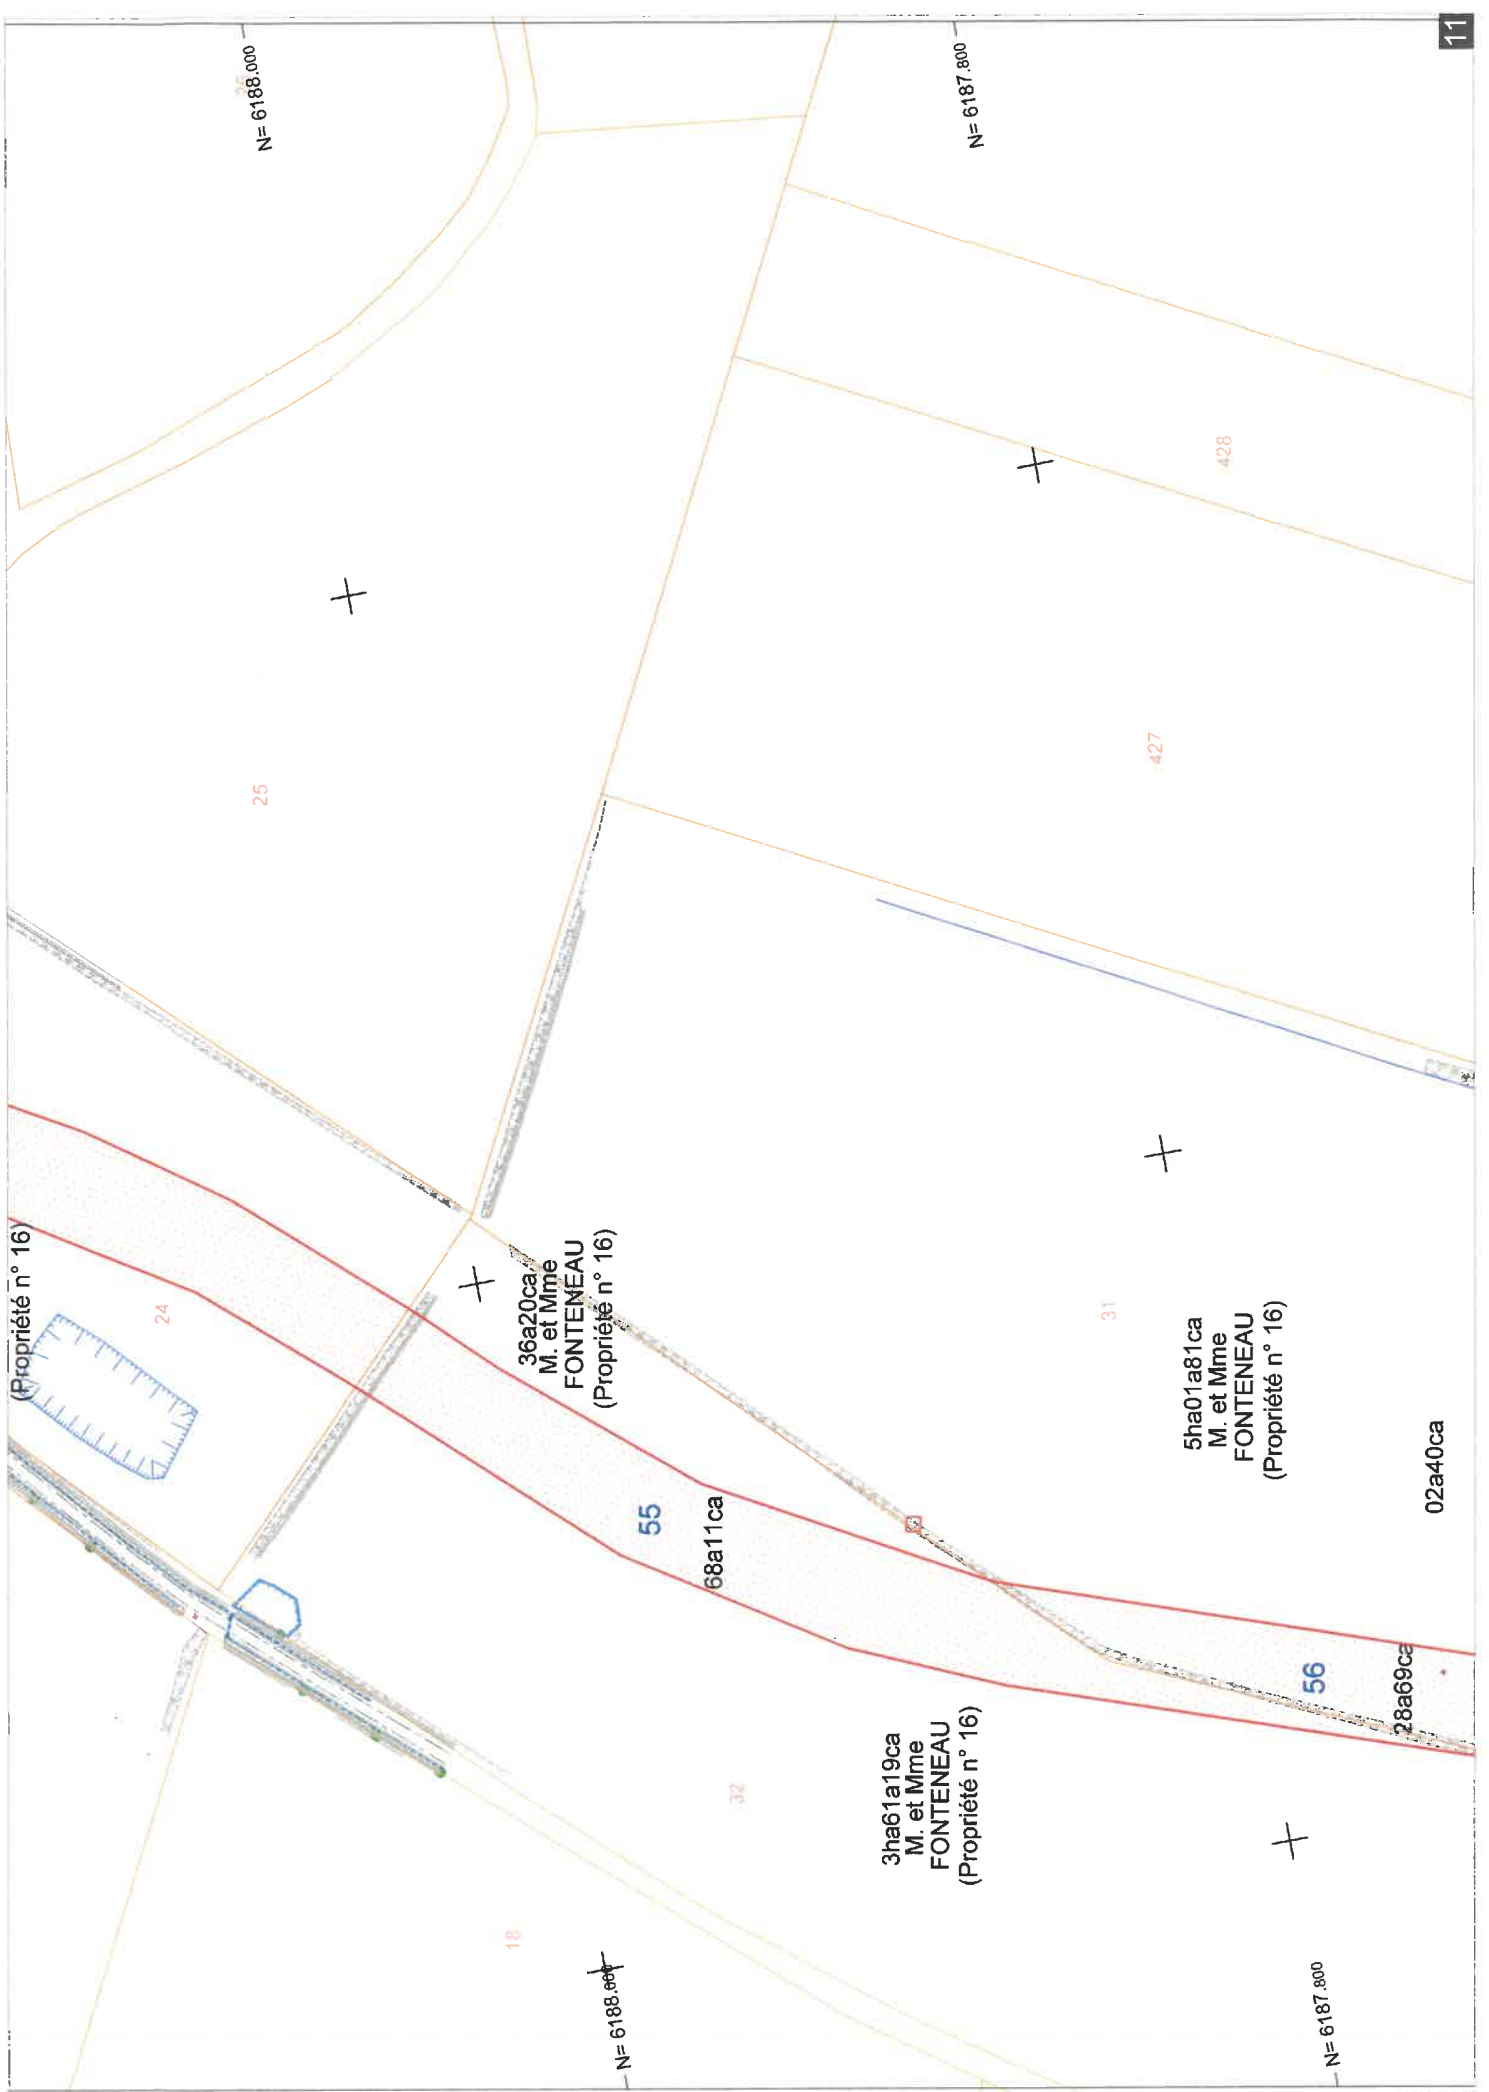 11
N= 6188.000
N= 6187.800
428
427
25
(Propriété n° 16)
24
36a20ca
M. et Mme
FONTENEAU
(Propriété n° 16)
31
5ha01a81ca
M. et Mme
FONTENEAU
(Propriété n° 16)
02a40ca
55
68a11ca
56
28a69ca
32
3ha61a19ca
M. et Mme
FONTENEAU
(Propriété n° 16)
18
N= 6188.000
N= 6187.800